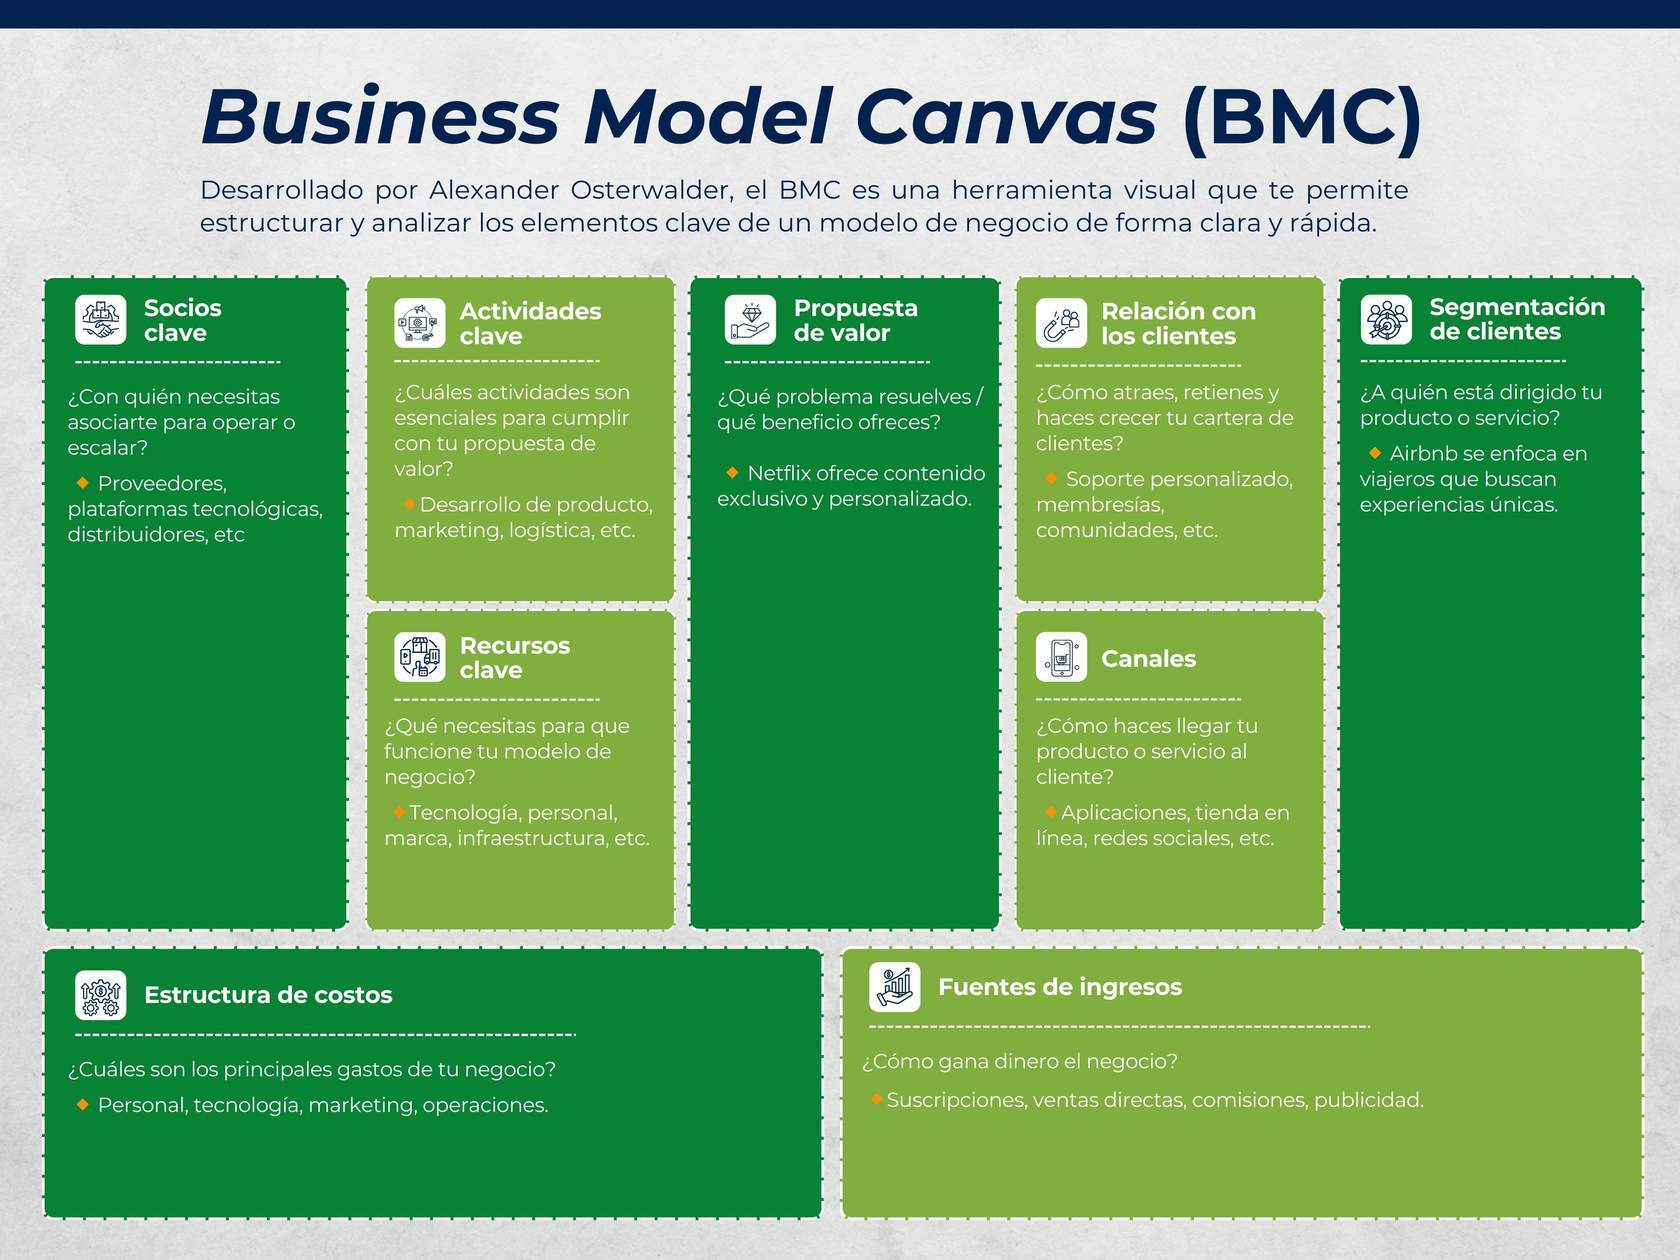 Business Model Canvas (BMC)
Desarrollado por Alexander Osterwalder, el BMC es una herramienta visual que te permite
estructurar y analizar los elementos clave de un modelo de negocio de forma clara y rápida.
Socios
clave
¿Con quién necesitas
asociarte para operar o
escalar?
◆ Proveedores,
plataformas tecnológicas,
distribuidores, etc
Actividades
clave
¿Cuáles actividades son
esenciales para cumplir
con tu propuesta de
valor?
◆Desarrollo de producto,
marketing, logística, etc.
Recursos
clave
¿Qué necesitas para que
funcione tu modelo de
negocio?
◆Tecnología, personal,
marca, infraestructura, etc.
Propuesta
de valor
¿Qué problema resuelves /
qué beneficio ofreces?
◆ Netflix ofrece contenido
exclusivo y personalizado.
Relación con
los clientes
¿Cómo atraes, retienes y
haces crecer tu cartera de
clientes?
◆ Soporte personalizado,
membresías,
comunidades, etc.
Canales
¿Cómo haces llegar tu
producto o servicio al
cliente?
◆Aplicaciones, tienda en
línea, redes sociales, etc.
Segmentación
de clientes
¿A quién está dirigido tu
producto o servicio?
◆ Airbnb se enfoca en
viajeros que buscan
experiencias únicas.
Estructura de costos
¿Cuáles son los principales gastos de tu negocio?
◆ Personal, tecnología, marketing, operaciones.
Fuentes de ingresos
¿Cómo gana dinero el negocio?
◆Suscripciones, ventas directas, comisiones, publicidad.